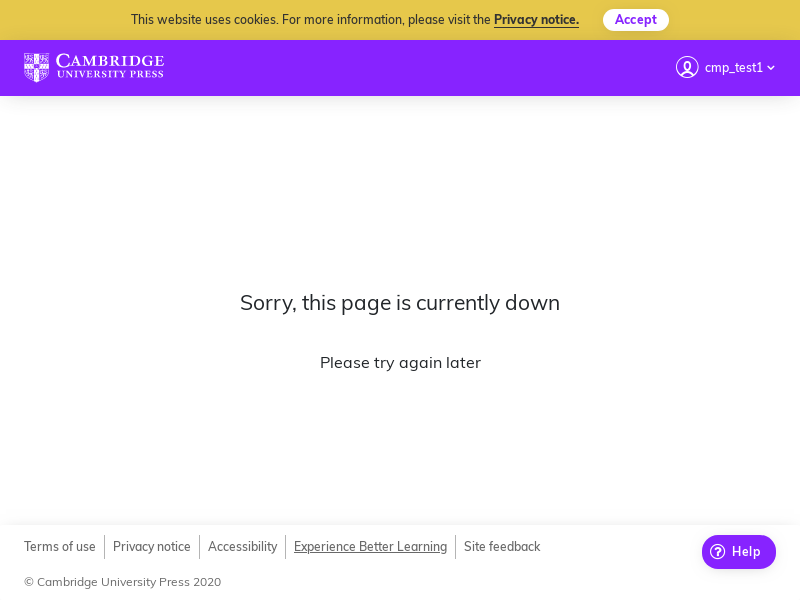 This website uses cookies. For more information, please visit the Privacy notice.
Accept
CAMBRIDGE
UNIVERSITY PRESS
cmp_test1
Sorry, this page is currently down
Please try again later
Terms of use
Privacy notice
Accessibility
Experience Better Learning
Site feedback
Help
© Cambridge University Press 2020